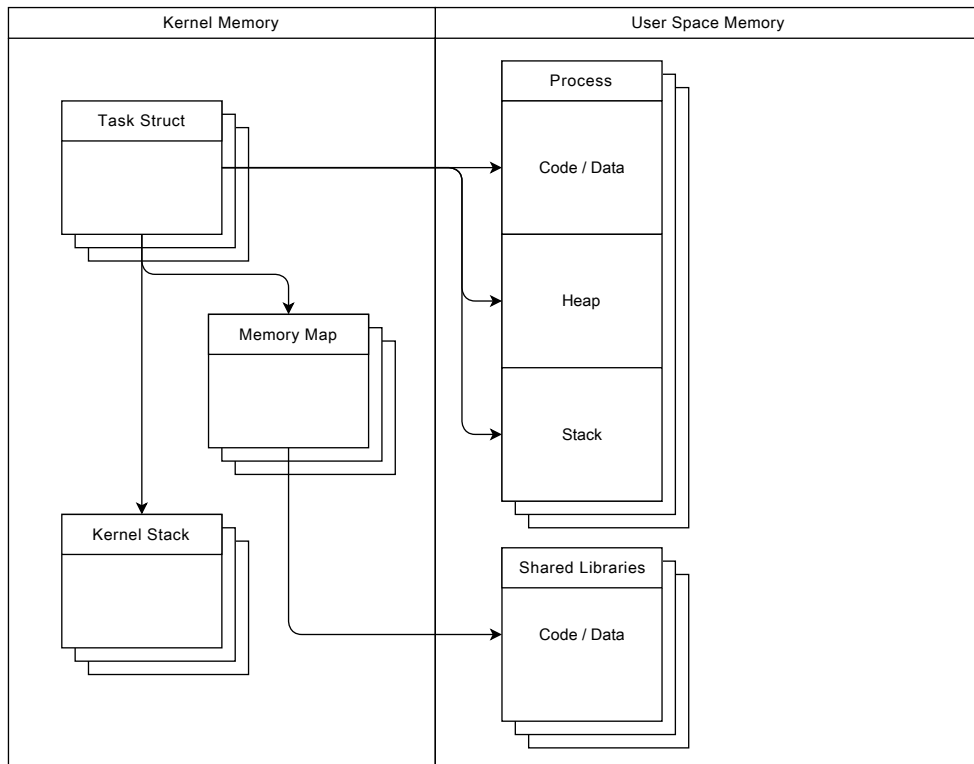 Kernel Memory
User Space Memory
Process
Task Struct
Code / Data
Heap
Memory Map
Stack
Kernel Stack
Shared Libraries
Code / Data